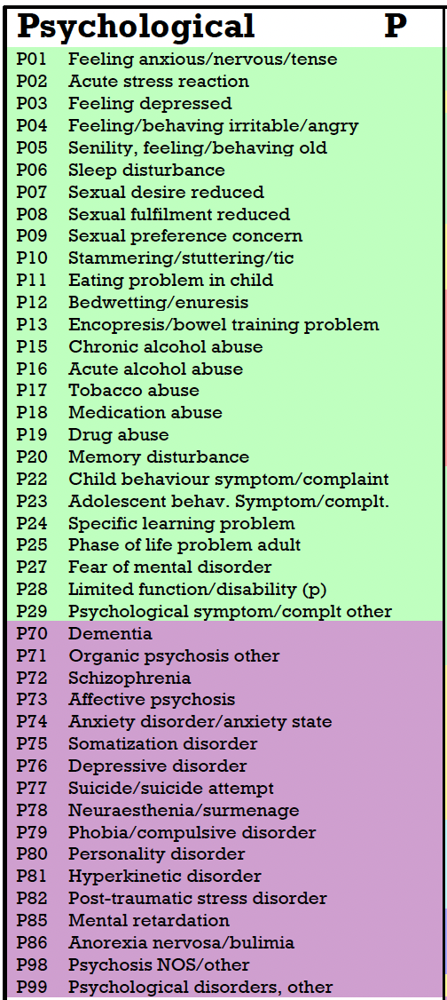 Psychological P
P01 Feeling anxious/nervous/tense
P02 Acute stress reaction
P03 Feeling depressed
P04 Feeling/behaving irritable/angry
P05 Senility, feeling/behaving old
P06 Sleep disturbance
P07 Sexual desire reduced
P08 Sexual fulfilment reduced
P09 Sexual preference concern
P10 Stammering/stuttering/tic
P11 Eating problem in child
P12 Bedwetting/enuresis
P13 Encopresis/bowel training problem
P15 Chronic alcohol abuse
P16 Acute alcohol abuse
P17 Tobacco abuse
P18 Medication abuse
P19 Drug abuse
P20 Memory disturbance
P22 Child behaviour symptom/complaint
P23 Adolescent behav. Symptom/complt.
P24 Specific learning problem
P25 Phase of life problem adult
P27 Fear of mental disorder
P28 Limited function/disability (p)
P29 Psychological symptom/complt other
P70 Dementia
P71 Organic psychosis other
P72 Schizophrenia
P73 Affective psychosis
P74 Anxiety disorder/anxiety state
P75 Somatization disorder
P76 Depressive disorder
P77 Suicide/suicide attempt
P78 Neuraesthenia/surmenage
P79 Phobia/compulsive disorder
P80 Personality disorder
P81 Hyperkinetic disorder
P82 Post-traumatic stress disorder
P85 Mental retardation
P86 Anorexia nervosa/bulimia
P98 Psychosis NOS/other
P99 Psychological disorders, other